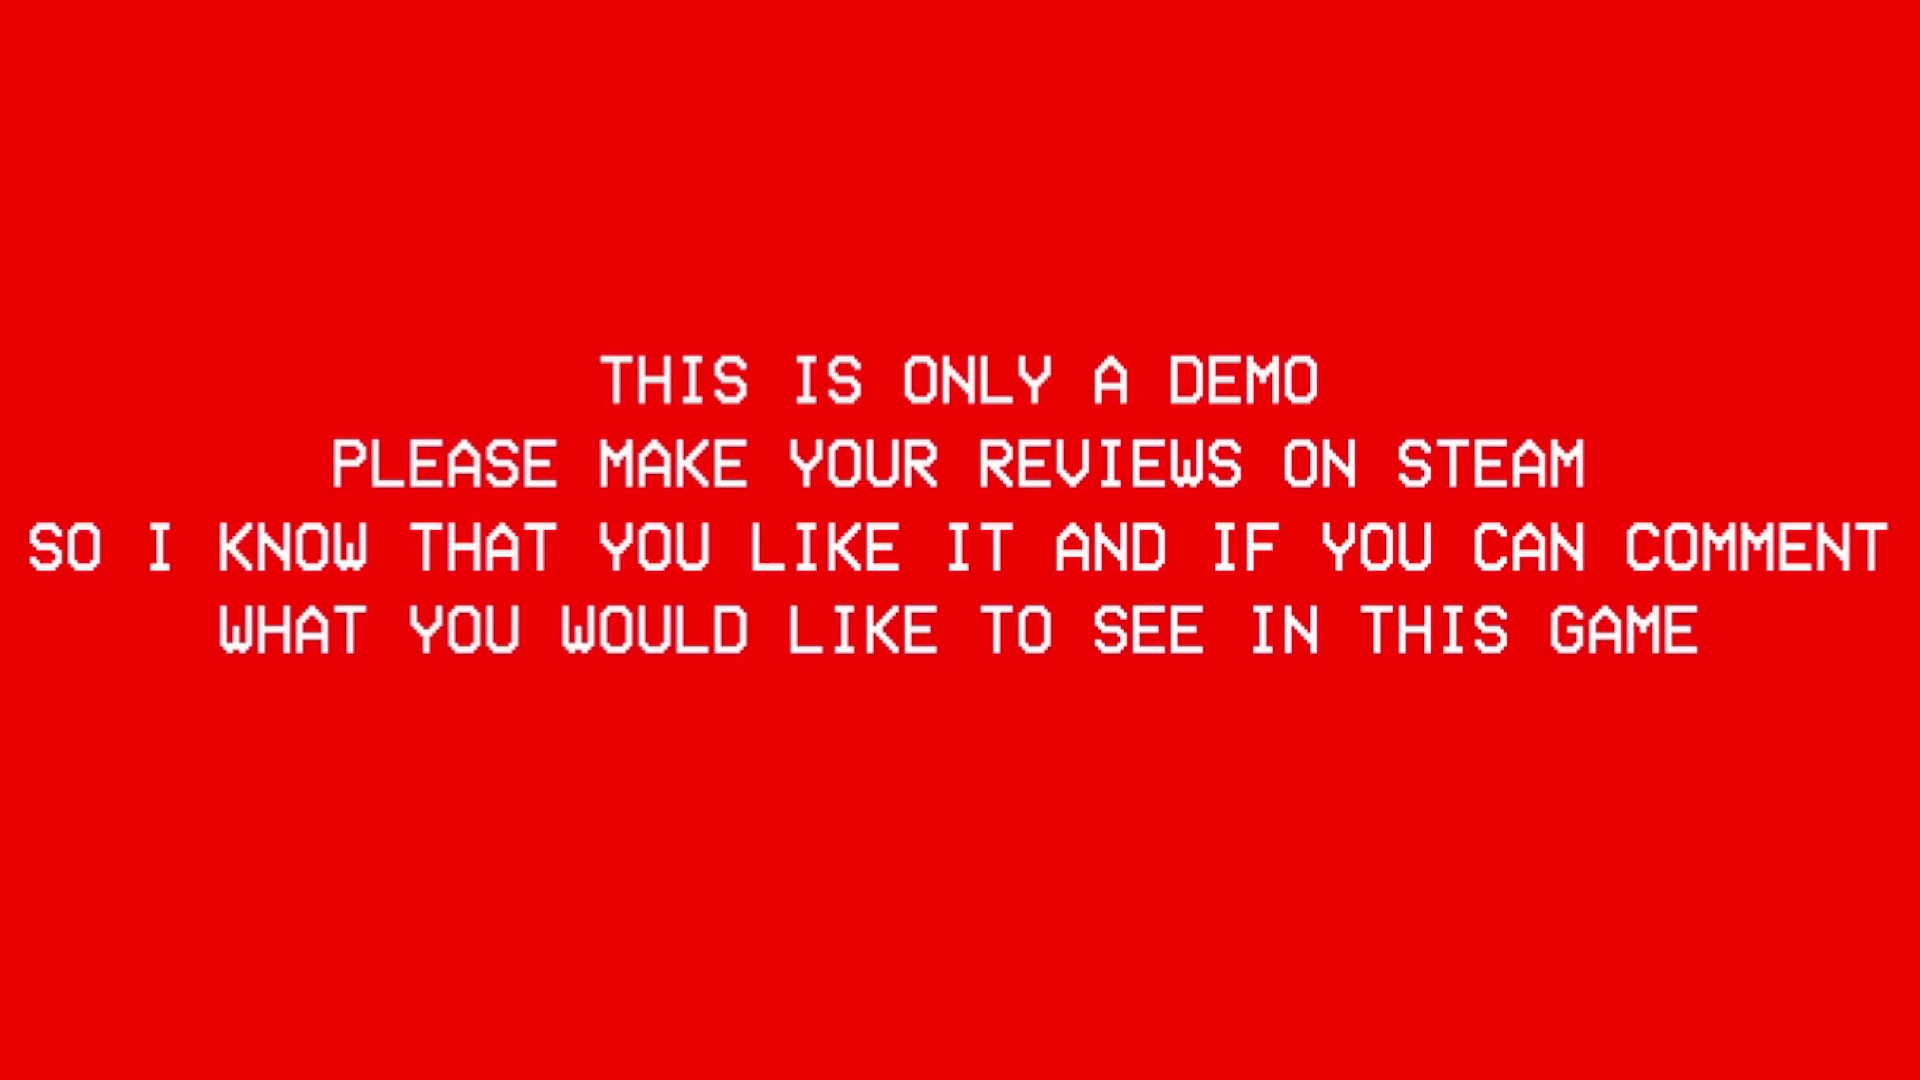 THIS IS ONLY A DEMO
PLEASE MAKE YOUR REVIEWS ON STEAM
SO I KNOW THAT YOU LIKE IT AND IF YOU CAN COMMENT
WHAT YOU WOULD LIKE TO SEE IN THIS GAME